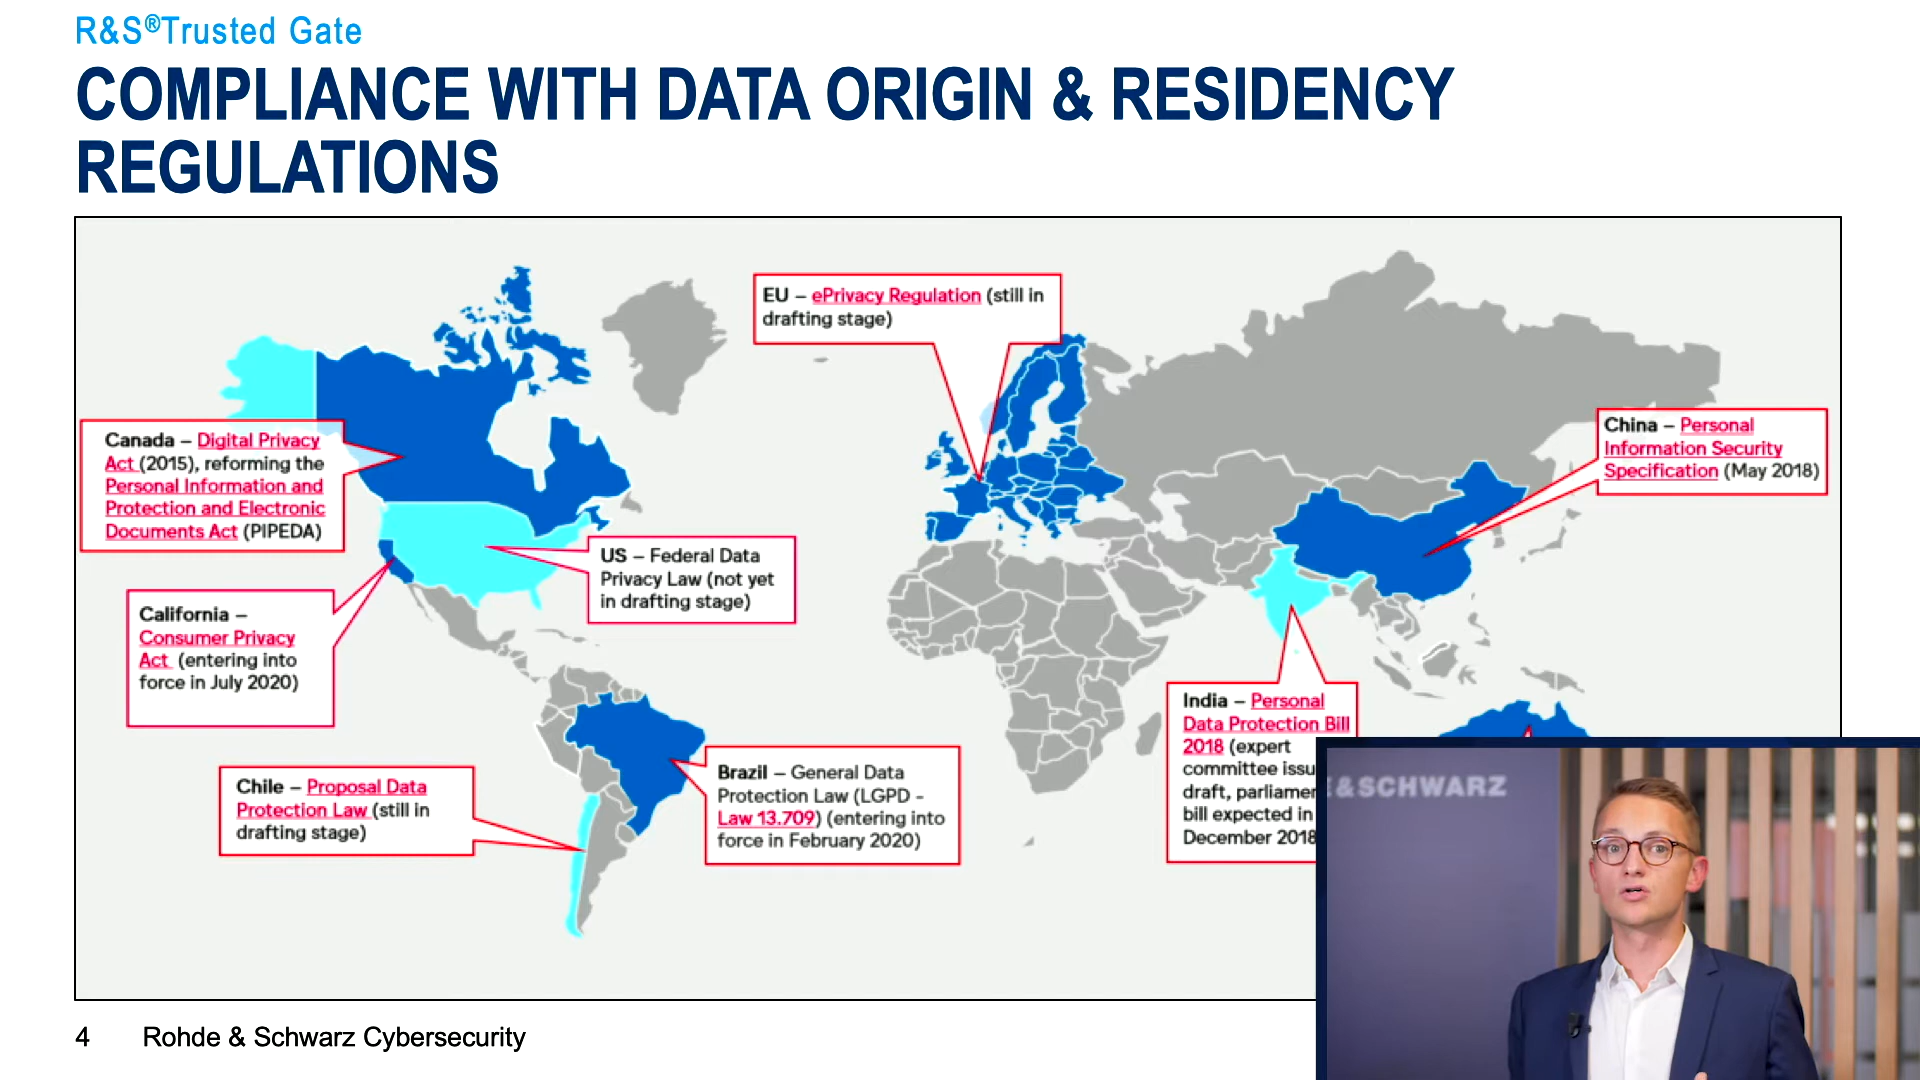 R&S®Trusted Gate
COMPLIANCE WITH DATA ORIGIN & RESIDENCY
REGULATIONS
EU – ePrivacy Regulation (still in
drafting stage)
Canada – Digital Privacy
Act (2015), reforming the
Personal Information and
Protection and Electronic
Documents Act (PIPEDA)
China – Personal
Information Security
Specification (May 2018)
US – Federal Data
Privacy Law (not yet
in drafting stage)
California –
Consumer Privacy
Act (entering into
force in July 2020)
India – Personal
Data Protection Bill
2018 (expert
committee issu
draft, parliamen
bill expected in
December 2018
Chile – Proposal Data
Protection Law (still in
drafting stage)
Brazil – General Data
Protection Law (LGPD -
Law 13.709) (entering into
force in February 2020)
&SCHWARZ
4 Rohde & Schwarz Cybersecurity